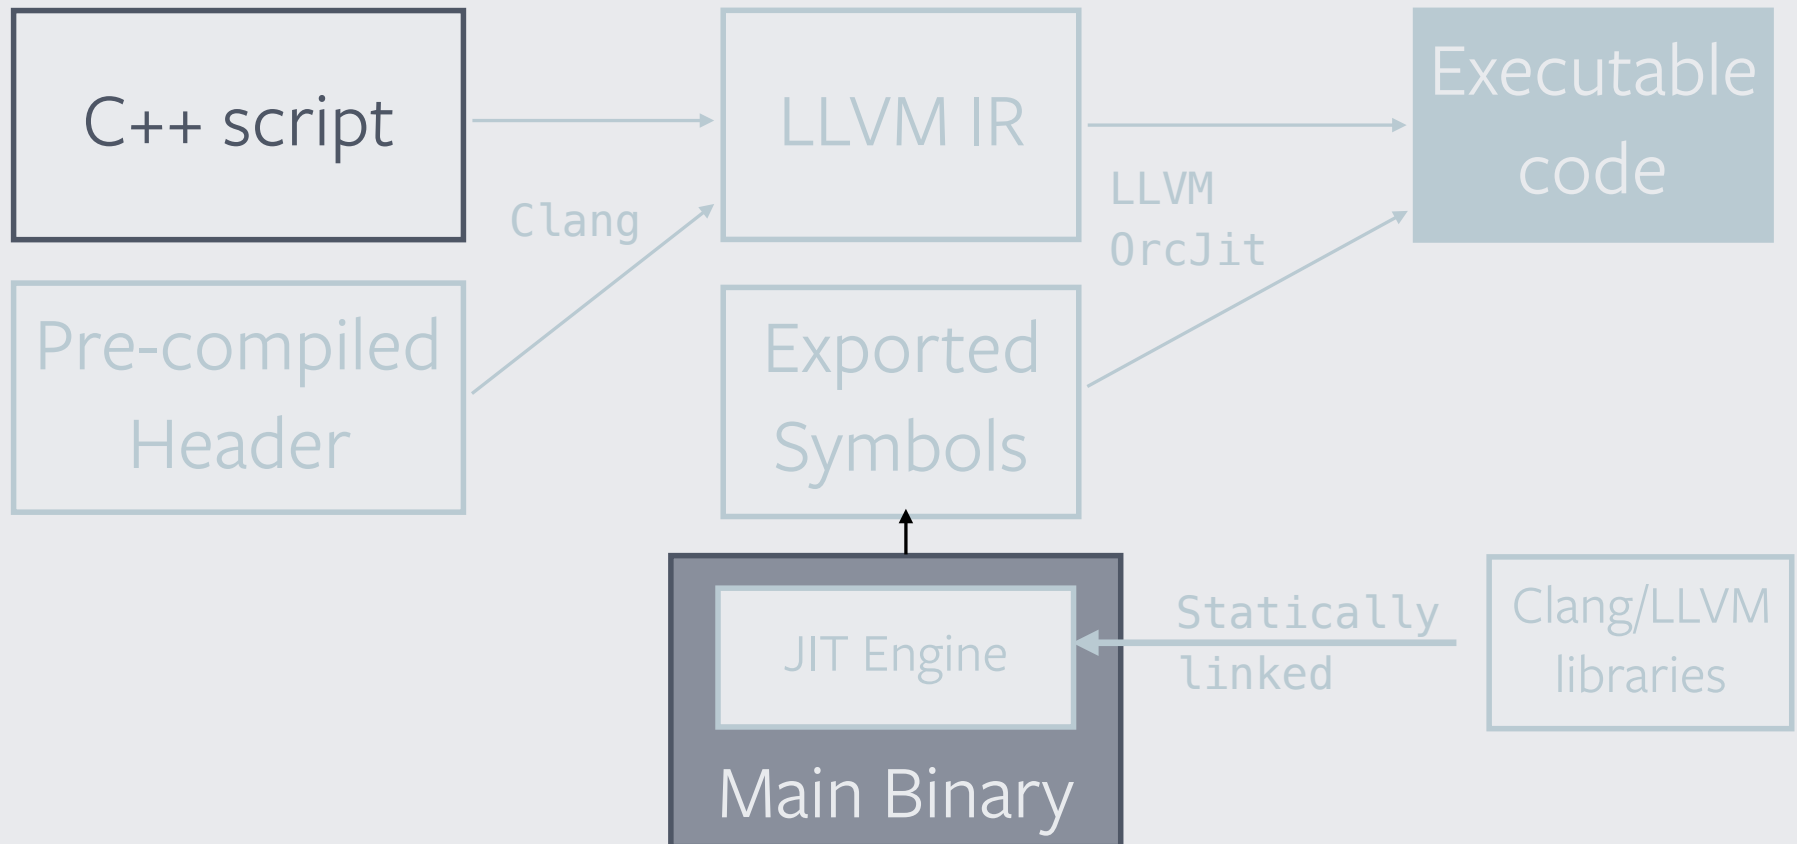 C++ script
LLVM IR
Executable
code
Clang
LLVM
OrcJit
Pre-compiled
Header
Exported
Symbols
JIT Engine
Main Binary
Statically
linked
Clang/LLVM
libraries